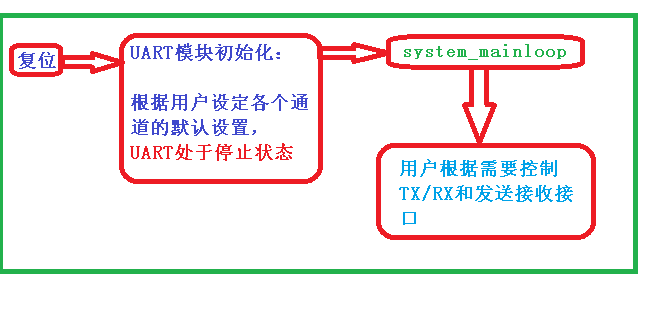 复位
UART模块初始化：
根据用户设定各个通
道的默认设置，
UART处于停止状态
system_mainloop
用户根据需要控制
TX/RX和发送接收接
口